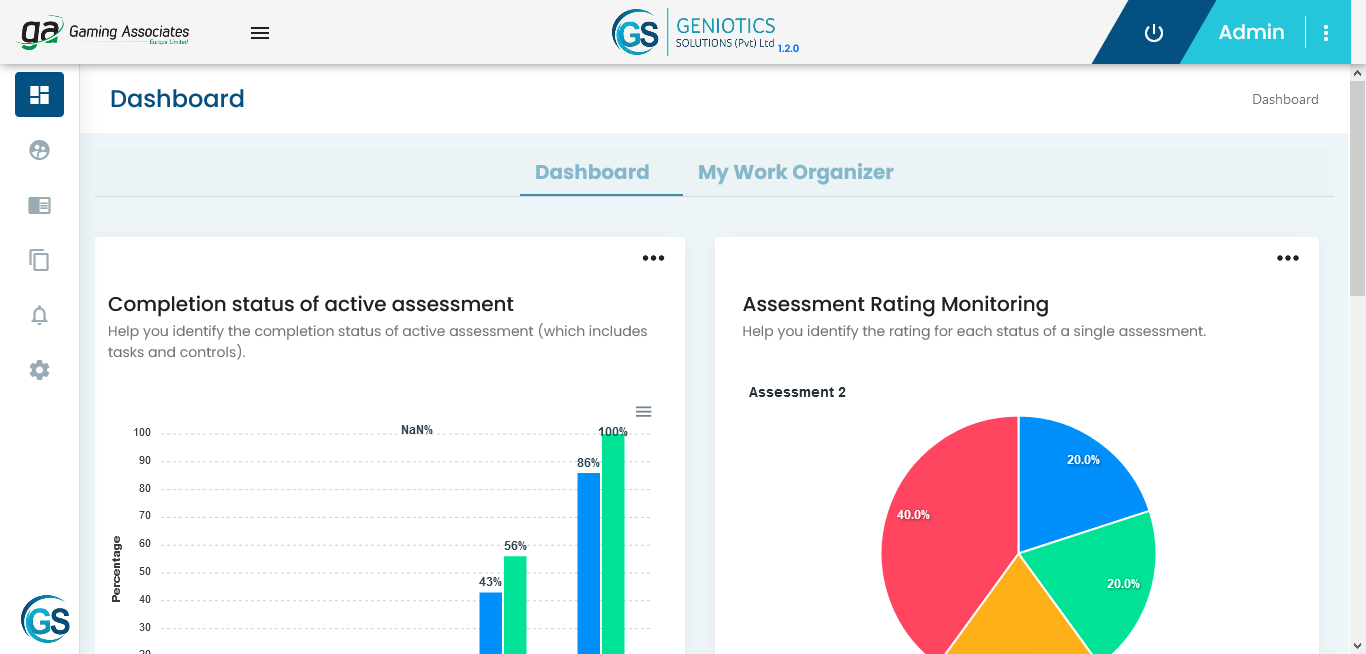 ga Gaming Associates
Europe Limited
GS GENIOTICS
SOLUTIONS (Pvt) Ltd 1.2.0
Admin
Dashboard
Dashboard
Dashboard
My Work Organizer
Completion status of active assessment
Help you identify the completion status of active assessment (which includes
tasks and controls).
NaN%
100
100%
90
86%
80
70
60
56%
50
43%
40
30
20
Percentage
Assessment Rating Monitoring
Help you identify the rating for each status of a single assessment.
Assessment 2
20.0%
40.0%
20.0%
GS